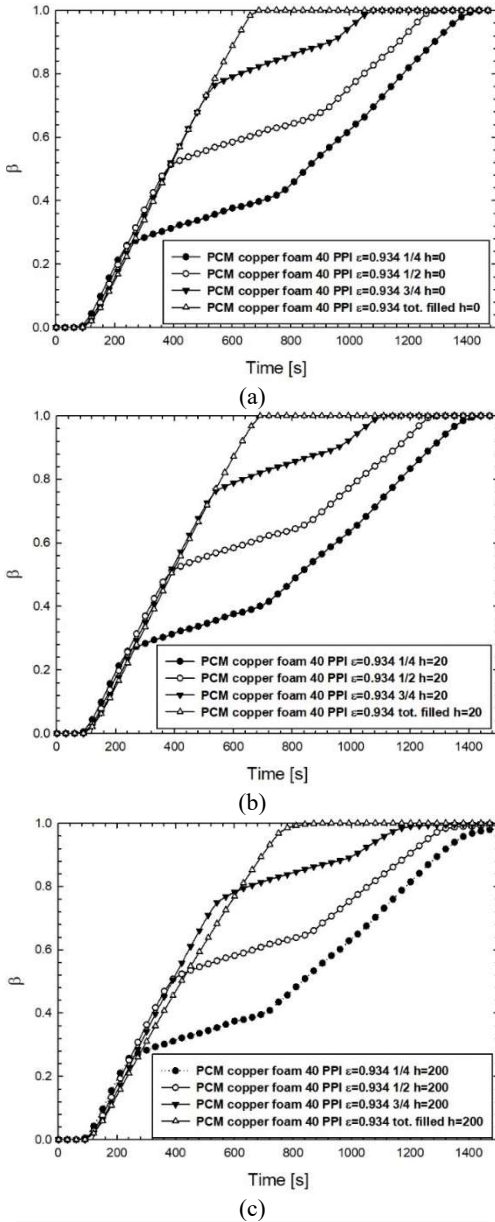 1.0
0.8
0.6
β
0.4
0.2
0.0
PCM copper foam 40 PPI ε=0.934 1/4 h=0
PCM copper foam 40 PPI ε=0.934 1/2 h=0
PCM copper foam 40 PPI ε=0.934 3/4 h=0
PCM copper foam 40 PPI ε=0.934 tot. filled h=0
0 200 400 600 800 1000 1200 1400
Time [s]
(a)
1.0
0.8
0.6
β
0.4
0.2
0.0
PCM copper foam 40 PPI ε=0.934 1/4 h=20
PCM copper foam 40 PPI ε=0.934 1/2 h=20
PCM copper foam 40 PPI ε=0.934 3/4 h=20
PCM copper foam 40 PPI ε=0.934 tot. filled h=20
0 200 400 600 800 1000 1200 1400
Time [s]
(b)
1.0
0.8
0.6
β
0.4
0.2
0.0
PCM copper foam 40 PPI ε=0.934 1/4 h=200
PCM copper foam 40 PPI ε=0.934 1/2 h=200
PCM copper foam 40 PPI ε=0.934 3/4 h=200
PCM copper foam 40 PPI ε=0.934 tot. filled h=200
0 200 400 600 800 1000 1200 1400
Time [s]
(c)